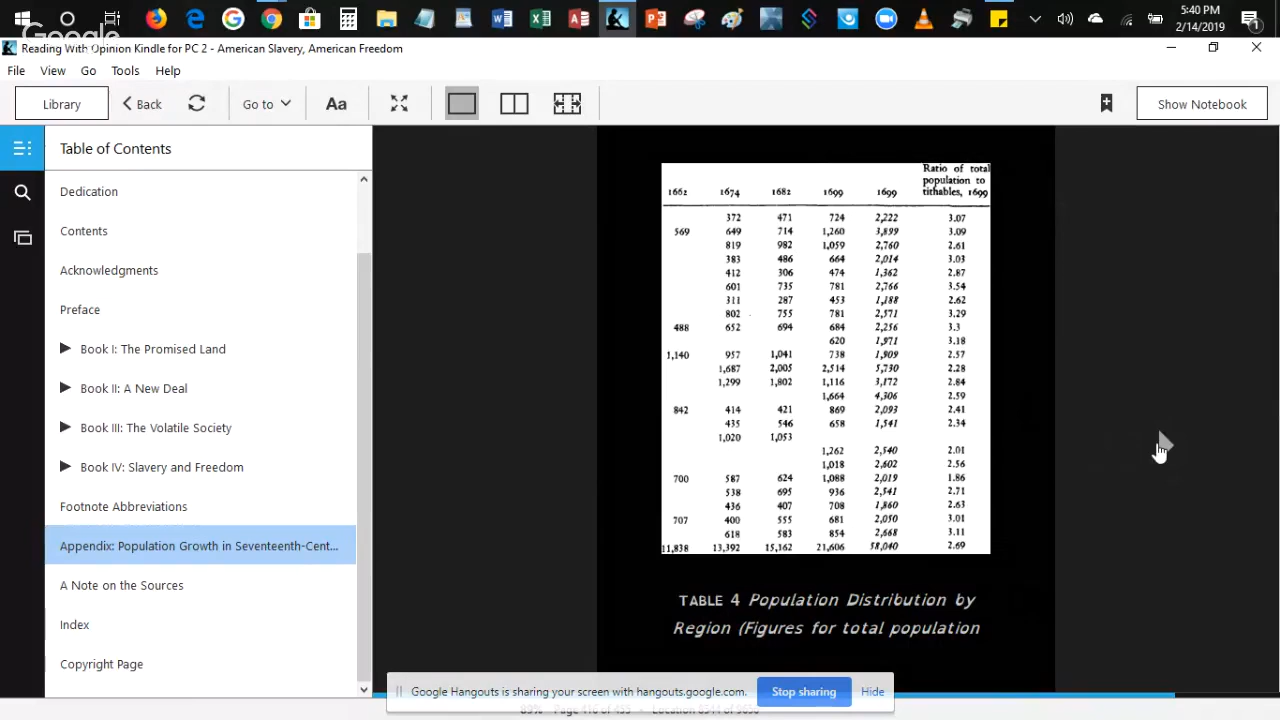 5:40 PM
2/14/2019
Google
Reading With Opinion Kindle for PC 2 - American Slavery, American Freedom
File View Go Tools Help
Library Back Go to Aa Show Notebook
Table of Contents
Dedication
Contents
Acknowledgments
Preface
Book I: The Promised Land
Book II: A New Deal
Book III: The Volatile Society
Book IV: Slavery and Freedom
Footnote Abbreviations
Appendix: Population Growth in Seventeenth-Cent...
A Note on the Sources
Index
Copyright Page
Ratio of total
population to
1662 1674 1682 1699 1699 tithables, 1699
372 471 724 2,222 3.07
569 649 714 1,260 3,899 3.09
819 982 1,059 2,760 2.61
383 486 664 2,014 3.03
412 306 474 1,362 2.87
601 735 781 2,766 3.54
311 287 453 1,188 2.62
802 755 781 2,571 3.29
488 652 694 684 2,256 3.3
620 1,971 3.18
1,140 957 1,041 738 1,909 2.57
1,687 2,005 2,514 5,730 2.28
1,299 1,802 1,116 3,172 2.84
1,664 4,306 2.59
842 414 421 869 2,093 2.41
435 546 658 1,541 2.34
1,020 1,053
1,262 2,540 2.01
1,018 2,602 2.56
700 587 624 1,088 2,019 1.86
538 695 936 2,541 2.71
436 407 708 1,860 2.63
707 400 555 681 2,050 3.01
618 583 854 2,668 3.11
11,838 13,392 15,162 21,606 58,040 2.69
TABLE 4 Population Distribution by
Region (Figures for total population
Google Hangouts is sharing your screen with hangouts.google.com. Stop sharing Hide